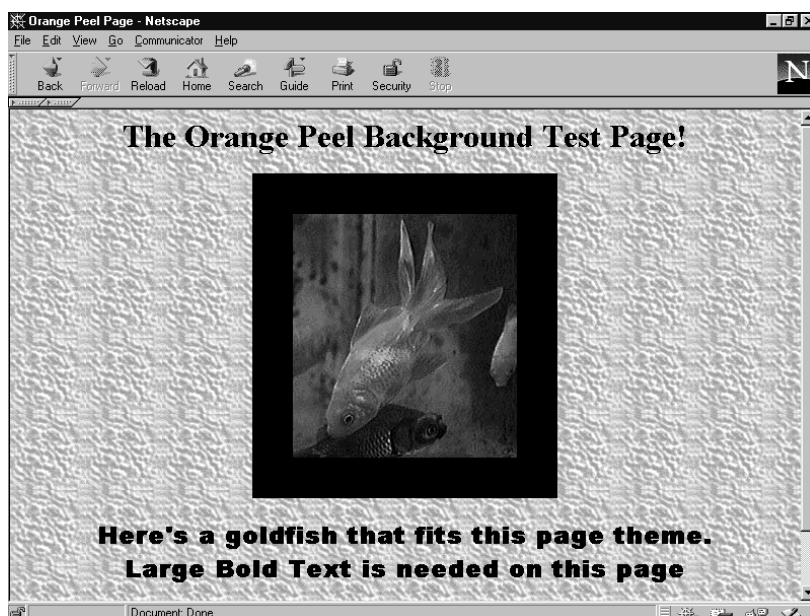 Orange Peel Page - Netscape
File Edit View Go Communicator Help
Back Forward Reload Home Search Guide Print Security Stop
N
The Orange Peel Background Test Page!
Here's a goldfish that fits this page theme.
Large Bold Text is needed on this page
Document: Done